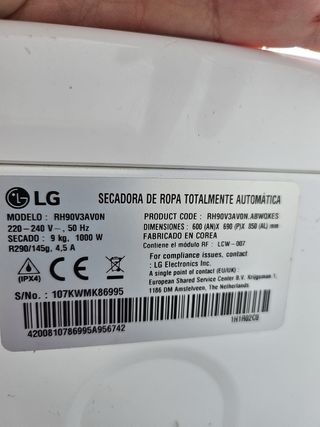 LG
SECADORA DE ROPA TOTALMENTE AUTOMÁTICA
MODELO : RH90V3AV0N
220 - 240 V~, 50 Hz
SECADO : 9 kg, 1000 W
R290/145g, 4,5 A
PRODUCT CODE : RH90V3AV0N.ABWQKES
DIMENSIONES : 600 (AN)X 690 (P)X 850 (AL) mm
FABRICADO EN COREA
Contiene el módulo RF : LCW-007
For compliance issues, contact
: LG Electronics Inc.
A single point of contact (EU/UK) :
European Shared Service Center B.V. Krijgsman 1,
1186 DM Amstelveen, The Netherlands
(IPX4)
S/No. : 107KWMK86995
4200810786995A956742